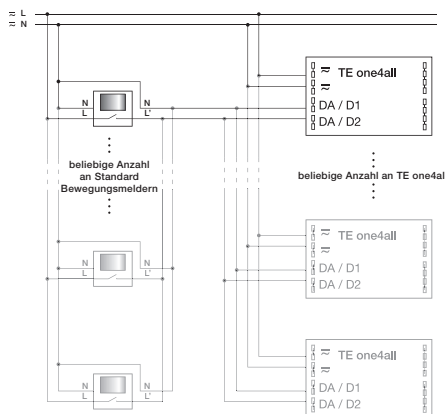 ≂ L
≂ N
≂ TE one4all
≂
DA / D1
DA / D2
N N
L L'
beliebige Anzahl
an Standard
Bewegungsmeldern
beliebige Anzahl an TE one4al
≂ TE one4all
≂
DA / D1
DA / D2
N N
L L'
≂ TE one4all
≂
DA / D1
DA / D2
N N
L L'